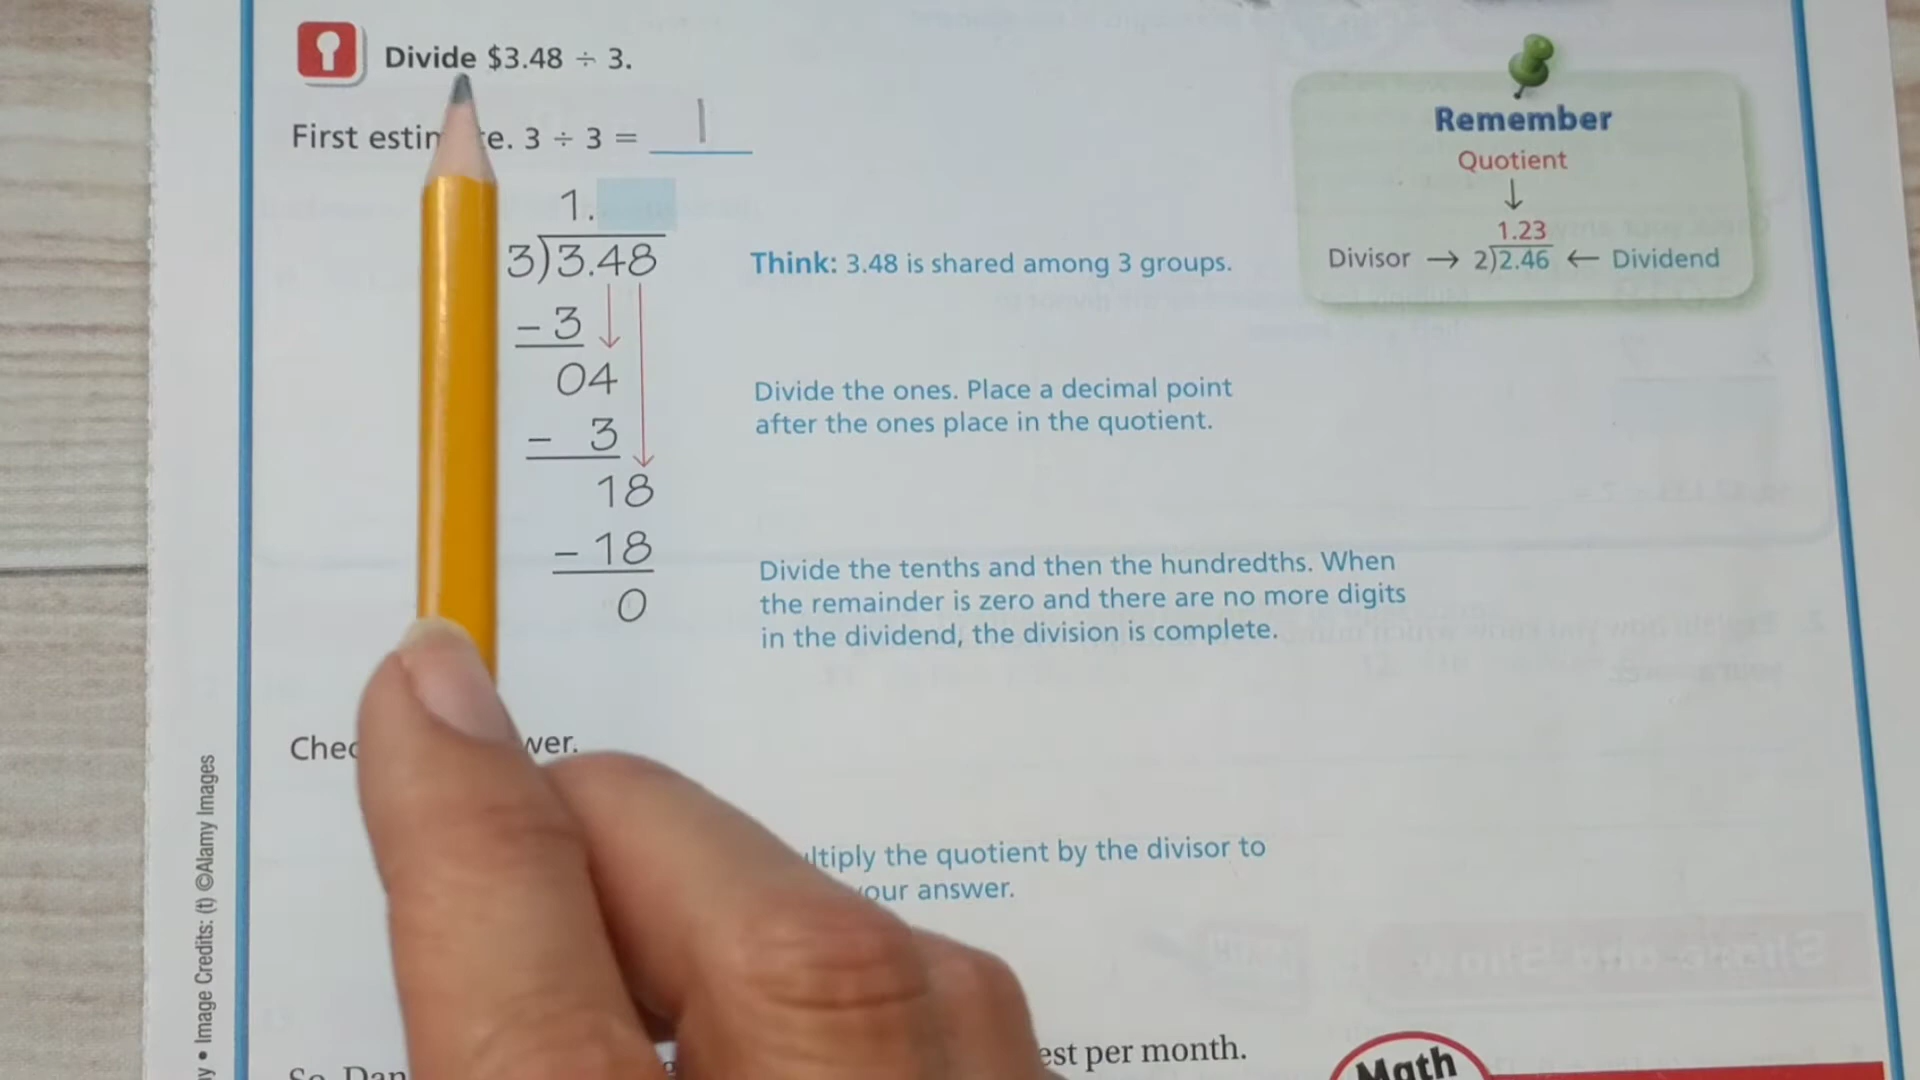 Divide $3.48 ÷ 3.
First estin e. 3 ÷ 3 = 1
1.
3)3.48
- 3
04
- 3
18
- 18
0
Think: 3.48 is shared among 3 groups.
Divide the ones. Place a decimal point
after the ones place in the quotient.
Divide the tenths and then the hundredths. When
the remainder is zero and there are no more digits
in the dividend, the division is complete.
Remember
Quotient
↓
1.23
Divisor → 2)2.46 ← Dividend
Chec wer.
ltiply the quotient by the divisor to
your answer.
So, Dan est per month.
Math
y • Image Credits: (t) ©Alamy Images